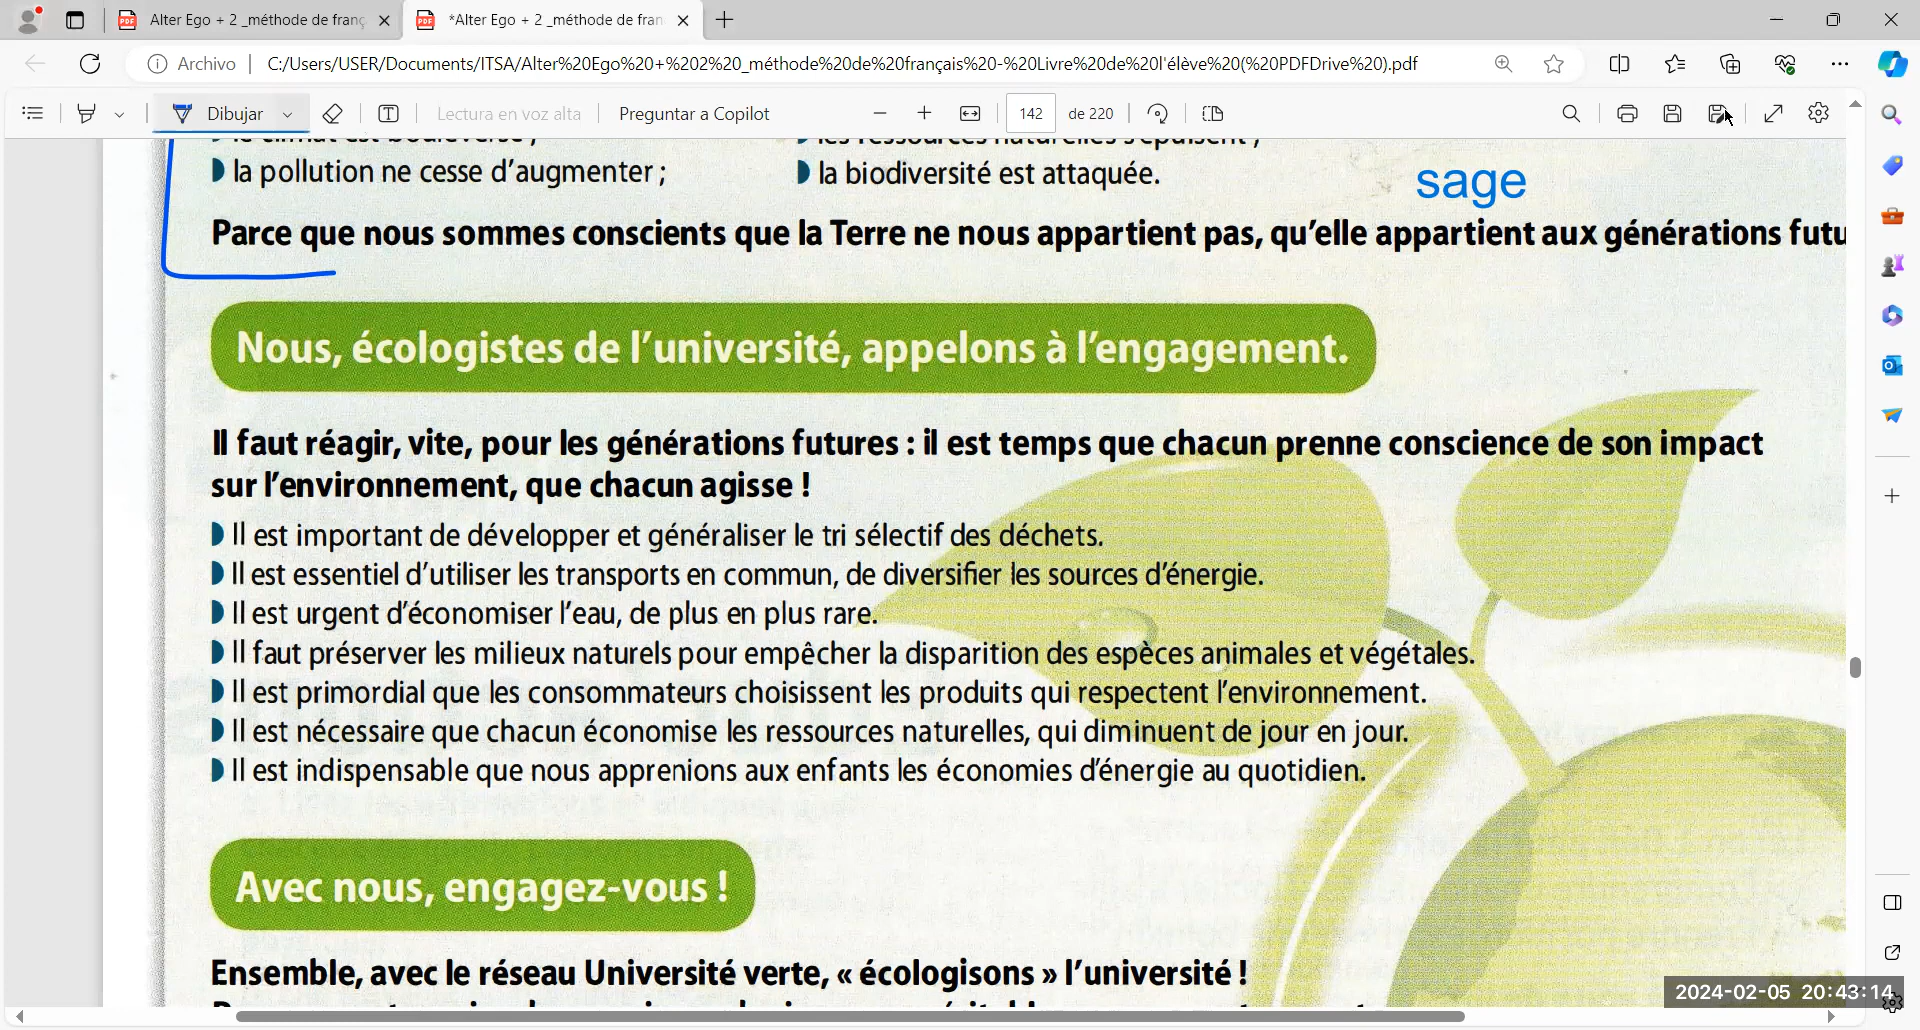 Alter Ego + 2 _méthode de franç
*Alter Ego + 2 _méthode de fran
Archivo
C:/Users/USER/Documents/ITSA/Alter%20Ego%20+%202%20_méthode%20de%20français%20-%20Livre%20de%20l'élève%20(%20PDFDrive%20).pdf
Dibujar
Lectura en voz alta
Preguntar a Copilot
142
de 220
la pollution ne cesse d'augmenter ;
la biodiversité est attaquée.
sage
Parce que nous sommes conscients que la Terre ne nous appartient pas, qu'elle appartient aux générations futu
Nous, écologistes de l'université, appelons à l'engagement.
Il faut réagir, vite, pour les générations futures : il est temps que chacun prenne conscience de son impact
sur l'environnement, que chacun agisse !
Il est important de développer et généraliser le tri sélectif des déchets.
Il est essentiel d'utiliser les transports en commun, de diversifier les sources d'énergie.
Il est urgent d'économiser l'eau, de plus en plus rare.
Il faut préserver les milieux naturels pour empêcher la disparition des espèces animales et végétales.
Il est primordial que les consommateurs choisissent les produits qui respectent l'environnement.
Il est nécessaire que chacun économise les ressources naturelles, qui diminuent de jour en jour.
Il est indispensable que nous apprenions aux enfants les économies d'énergie au quotidien.
Avec nous, engagez-vous !
Ensemble, avec le réseau Université verte, « écologisons » l'université !
2024-02-05 20:43:14